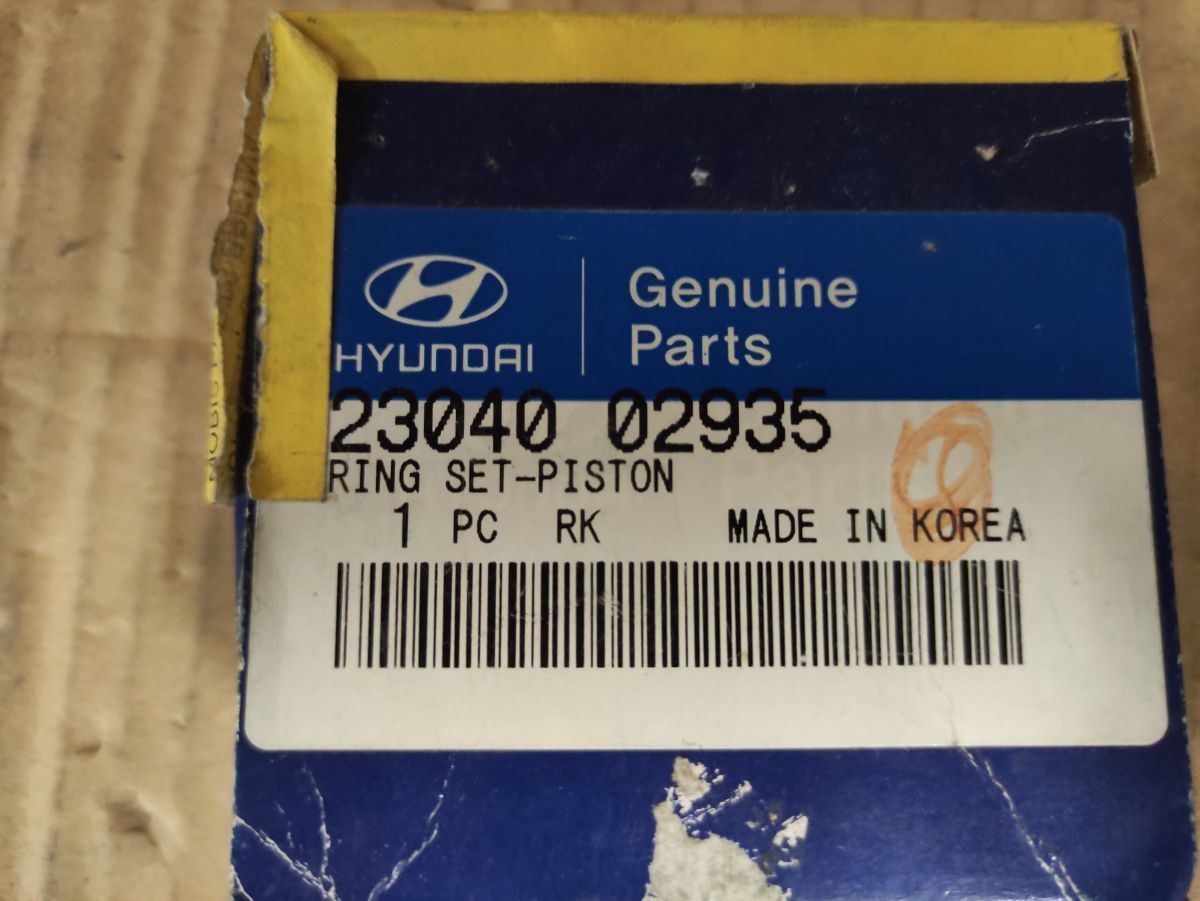 HYUNDAI
Genuine
Parts
23040 02935
RING SET-PISTON
1 PC RK MADE IN KOREA